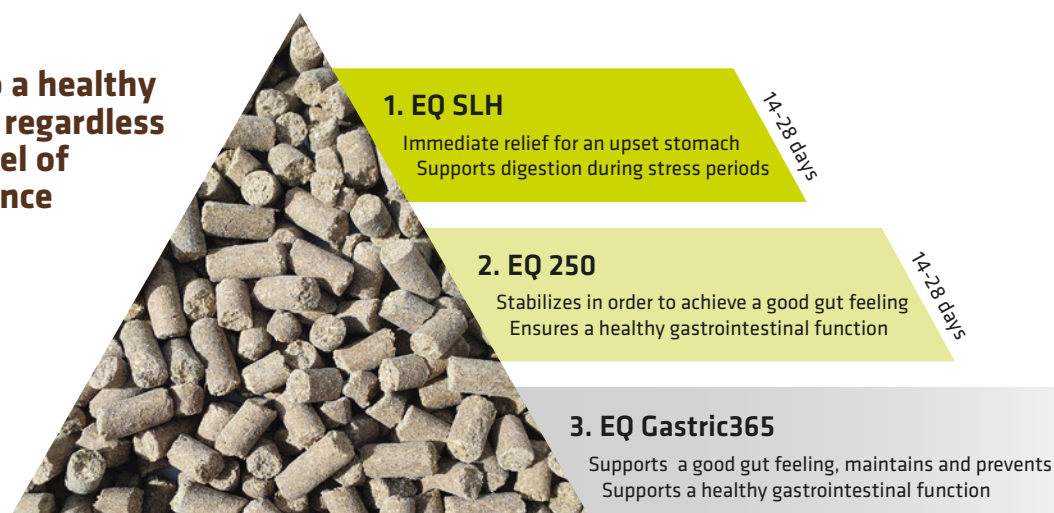 a healthy
regardless
of
1. EQ SLH
Immediate relief for an upset stomach
Supports digestion during stress periods
14-28 days
2. EQ 250
Stabilizes in order to achieve a good gut feeling
Ensures a healthy gastrointestinal function
14-28 days
3. EQ Gastric365
Supports a good gut feeling, maintains and prevents
Supports a healthy gastrointestinal function